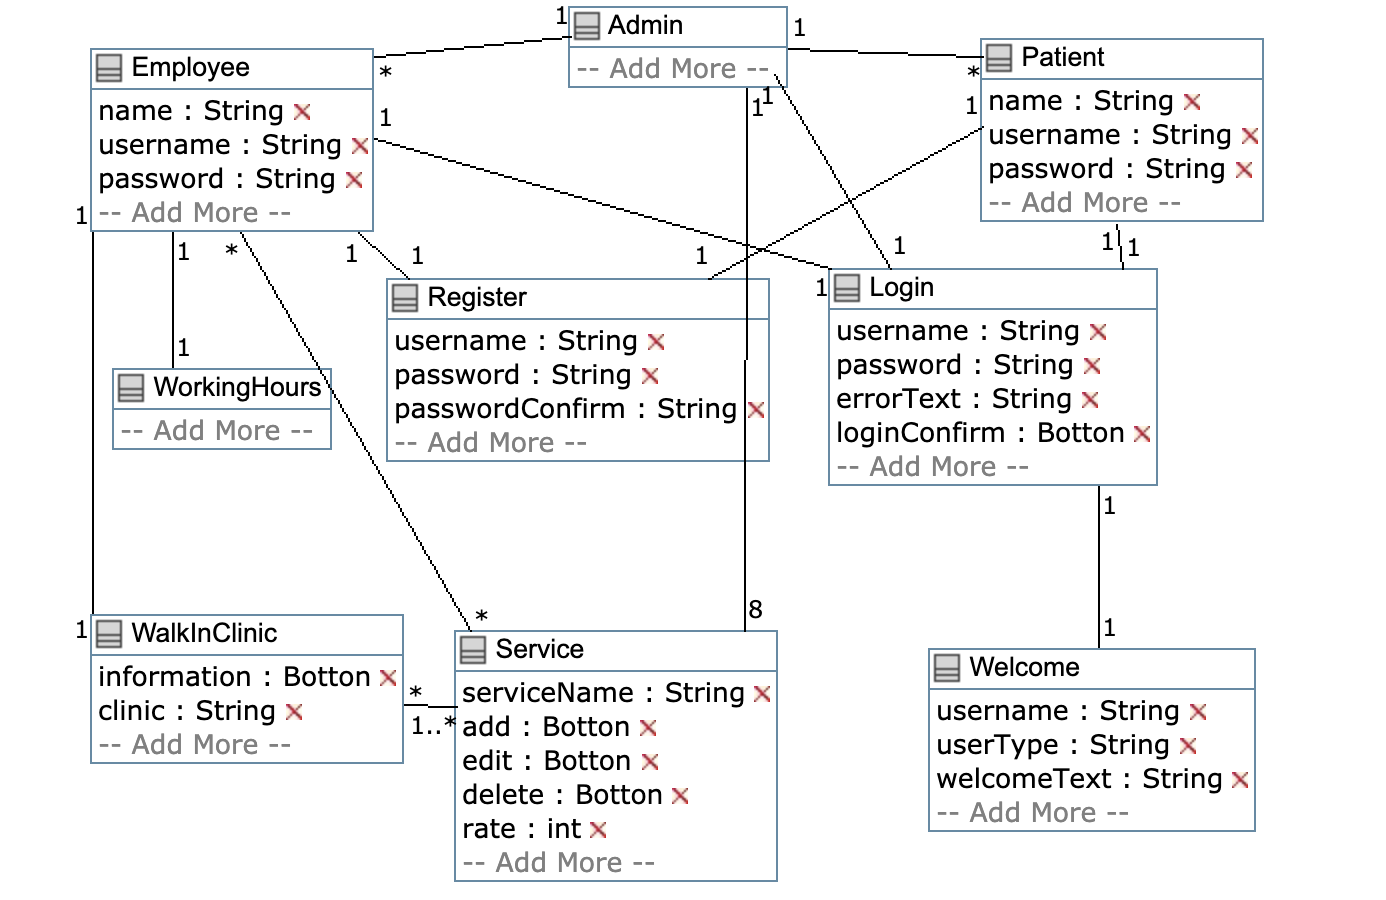 Admin
-- Add More --
1
1
Employee
name : String
username : String
password : String
-- Add More --
*
1
1
1
*
1
Patient
name : String
username : String
password : String
-- Add More --
*
1
1
1
1
1
1
1
1
Register
username : String
password : String
passwordConfirm : String
-- Add More --
1
Login
username : String
password : String
errorText : String
loginConfirm : Botton
-- Add More --
1
WorkingHours
-- Add More --
1
1
WalkInClinic
information : Botton
clinic : String
-- Add More --
*
1..*
*
8
Service
serviceName : String
add : Botton
edit : Botton
delete : Botton
rate : int
-- Add More --
1
Welcome
username : String
userType : String
welcomeText : String
-- Add More --